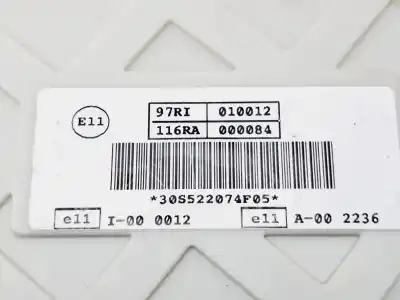 E11
97RI 010012
116RA 000084
*30S522074F05*
e11 I-00 0012 e11 A-00 2236